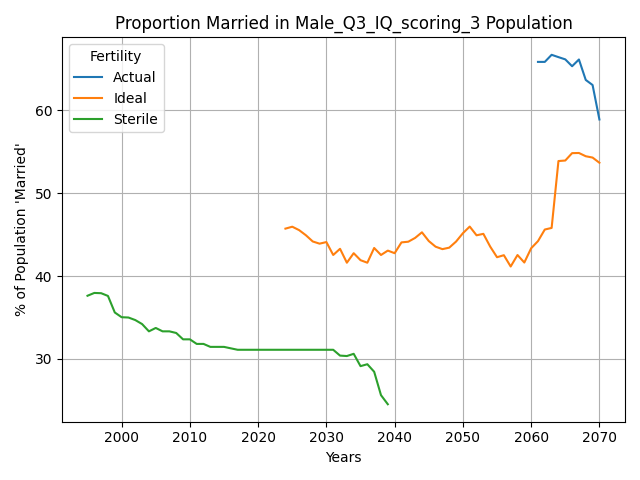 Proportion Married in Male_Q3_IQ_scoring_3 Population
Fertility
Actual
Ideal
Sterile
% of Population 'Married'
60
50
40
30
2000 2010 2020 2030 2040 2050 2060 2070
Years